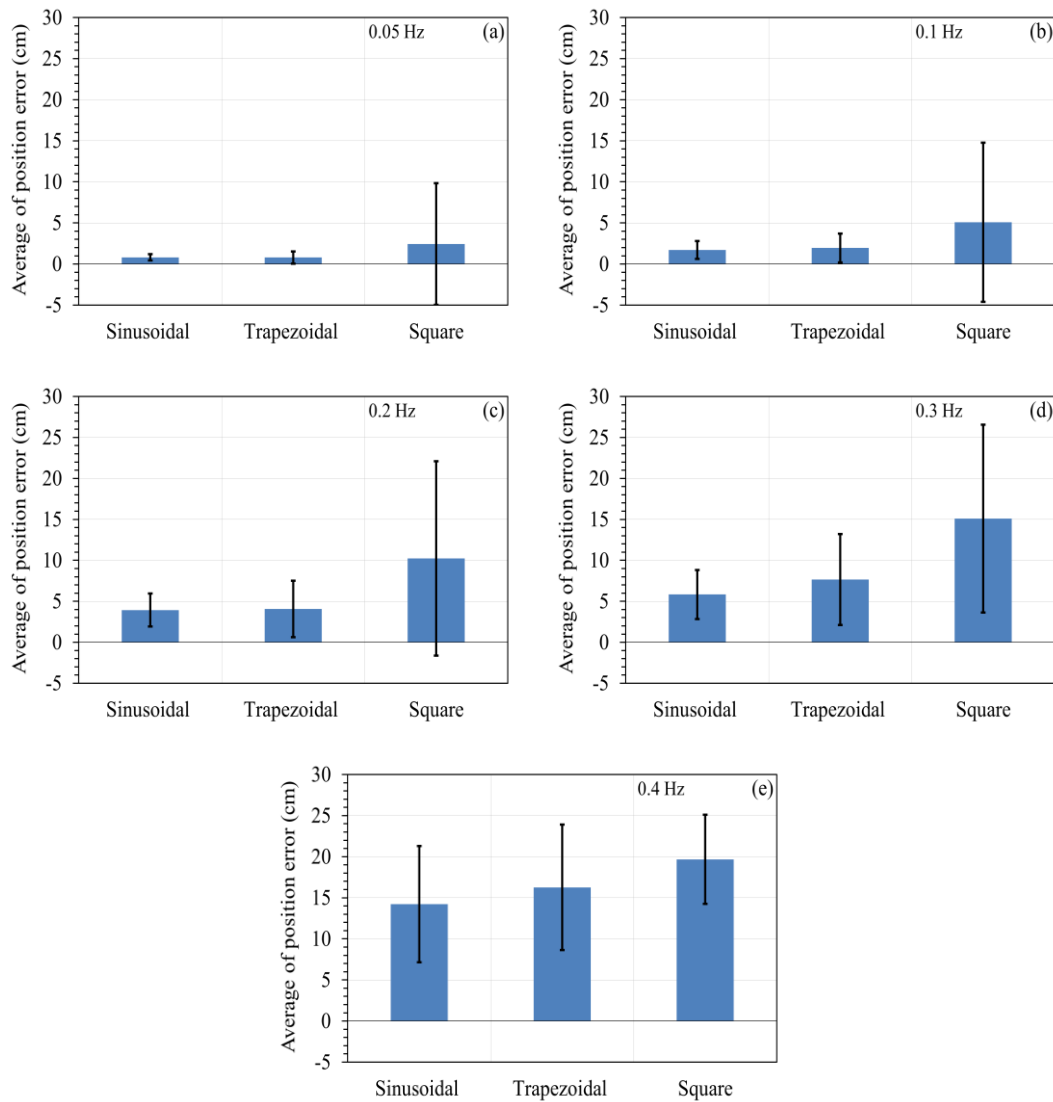 0.05 Hz (a)
Average of position error (cm)
30
25
20
15
10
5
0
-5
Sinusoidal Trapezoidal Square
0.1 Hz (b)
Average of position error (cm)
30
25
20
15
10
5
0
-5
Sinusoidal Trapezoidal Square
0.2 Hz (c)
Average of position error (cm)
30
25
20
15
10
5
0
-5
Sinusoidal Trapezoidal Square
0.3 Hz (d)
Average of position error (cm)
30
25
20
15
10
5
0
-5
Sinusoidal Trapezoidal Square
0.4 Hz (e)
Average of position error (cm)
30
25
20
15
10
5
0
-5
Sinusoidal Trapezoidal Square